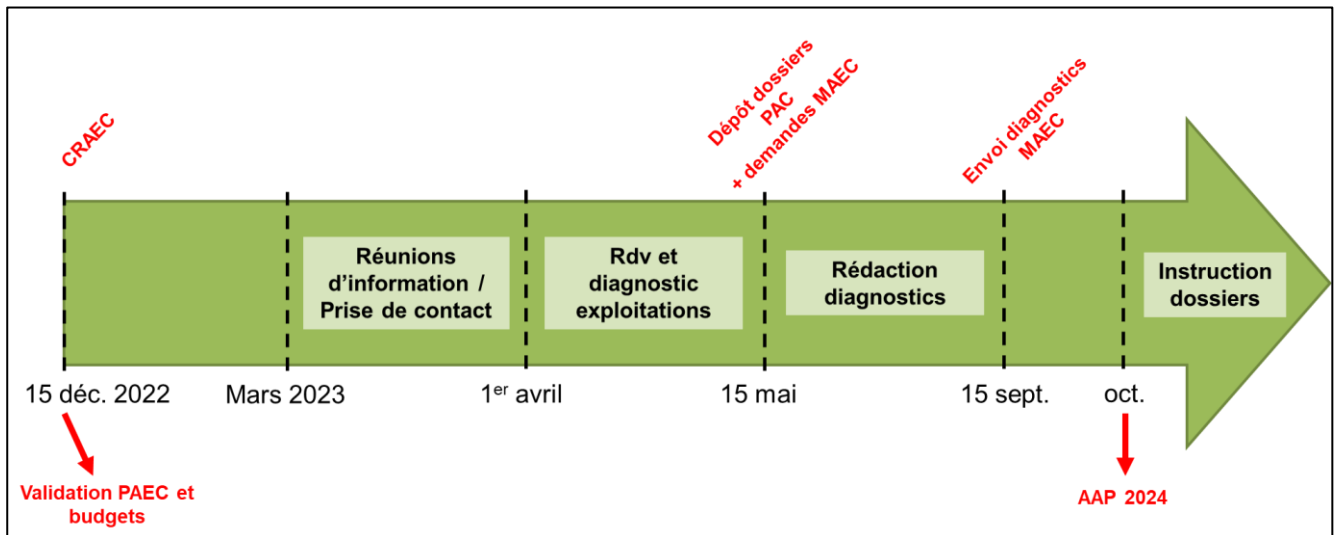 CRAEC
Dépôt dossiers
PAC
+ demandes MAEC
Envoi diagnostics
MAEC
Réunions
d'information /
Prise de contact
Rdv et
diagnostic
exploitations
Rédaction
diagnostics
Instruction
dossiers
15 déc. 2022
Mars 2023
1er avril
15 mai
15 sept.
oct.
Validation PAEC et
budgets
AAP 2024